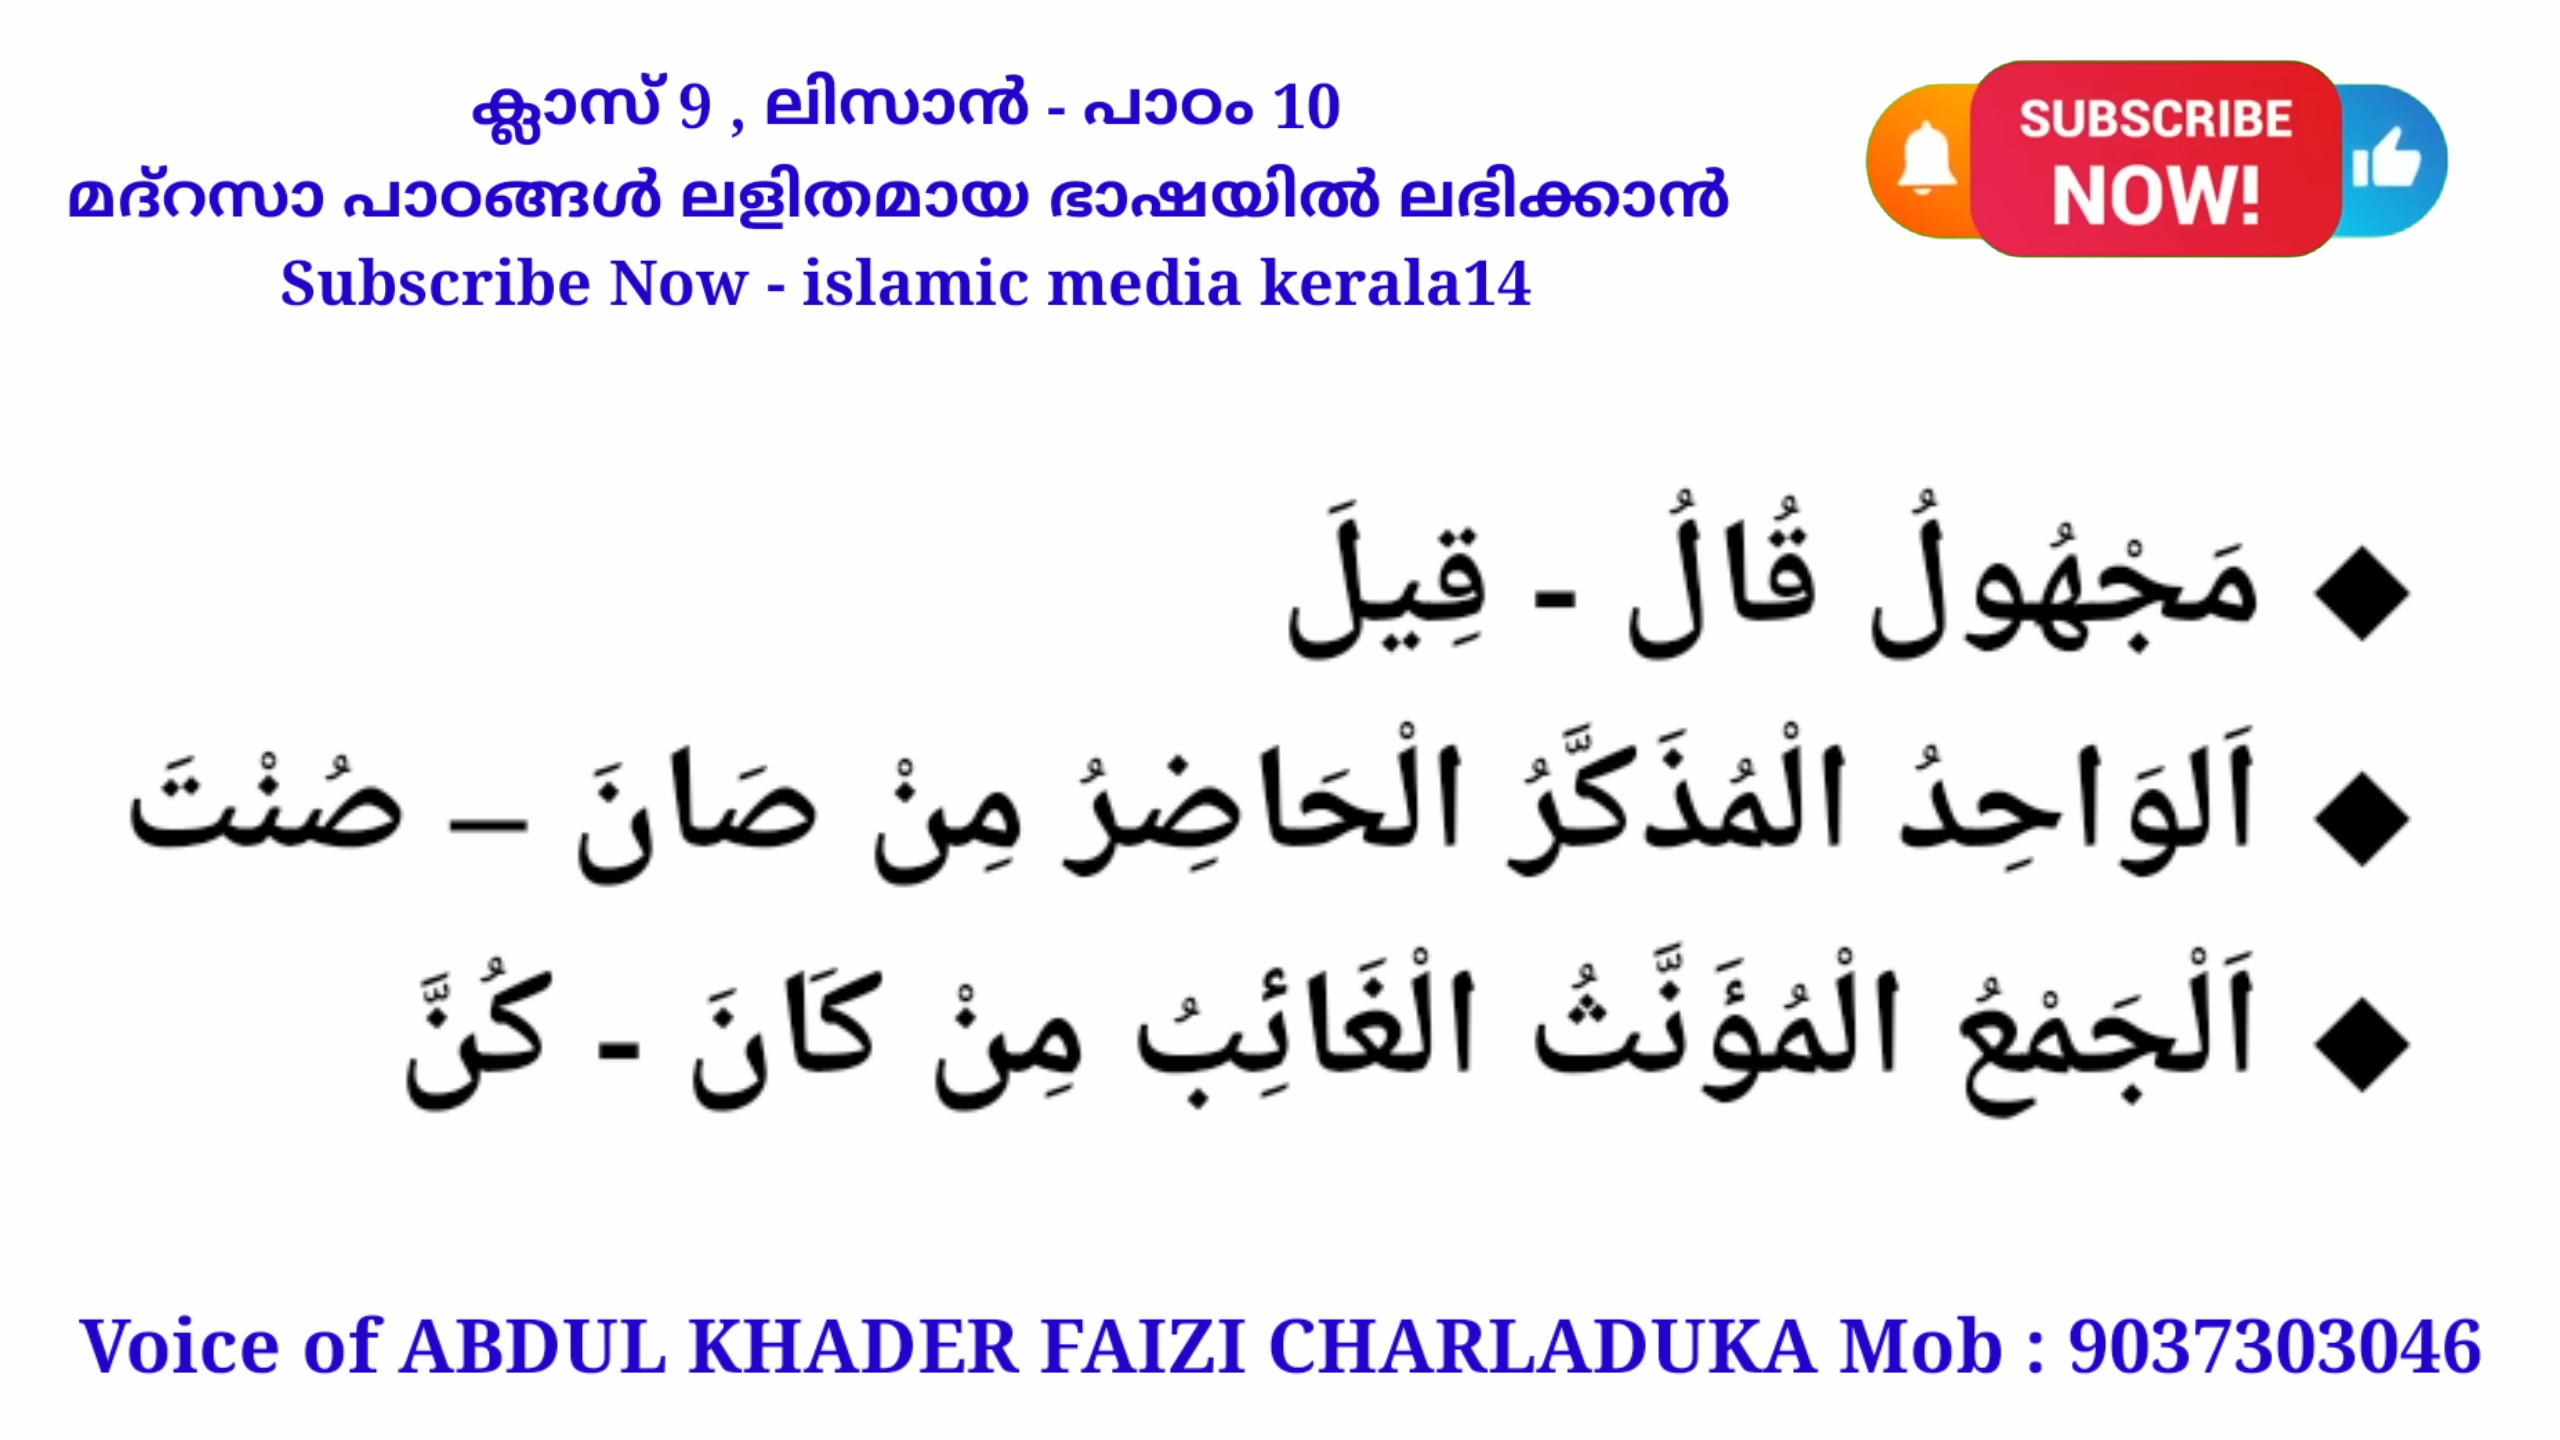 ക്ലാസ് 9 , ലിസാൻ - പാഠം 10
മദ്റസാ പാഠങ്ങൾ ലളിതമായ ഭാഷയിൽ ലഭിക്കാൻ
Subscribe Now - islamic media kerala14
SUBSCRIBE
NOW!
◆ مَجْهُولُ قُالُ - قِيلَ
◆ اَلوَاحِدُ الْمُذَكَّرُ الْحَاضِرُ مِنْ صَانَ – صُنْتَ
◆ اَلْجَمْعُ الْمُؤَنَّثُ الْغَائِبُ مِنْ كَانَ - كُنَّ
Voice of ABDUL KHADER FAIZI CHARLADUKA Mob : 9037303046